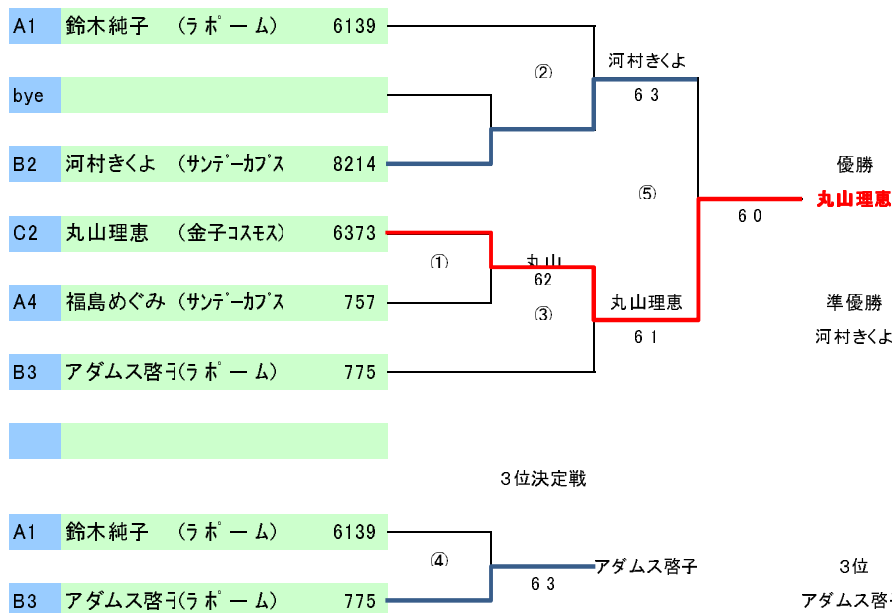 A1 鈴木純子 (ラポーム) 6139
河村きくよ
②
6 3
bye
B2 河村きくよ (サンデーカブス 8214
優勝
⑤
丸山理恵
6 0
C2 丸山理恵 (金子コスモス) 6373
① 丸山
62
A4 福島めぐみ (サンデーカブス 757
丸山理恵
準優勝
③
6 1
河村きくよ
B3 アダムス啓子(ラポーム) 775
3位決定戦
A1 鈴木純子 (ラポーム) 6139
④
アダムス啓子
3位
6 3
B3 アダムス啓子(ラポーム) 775
アダムス啓